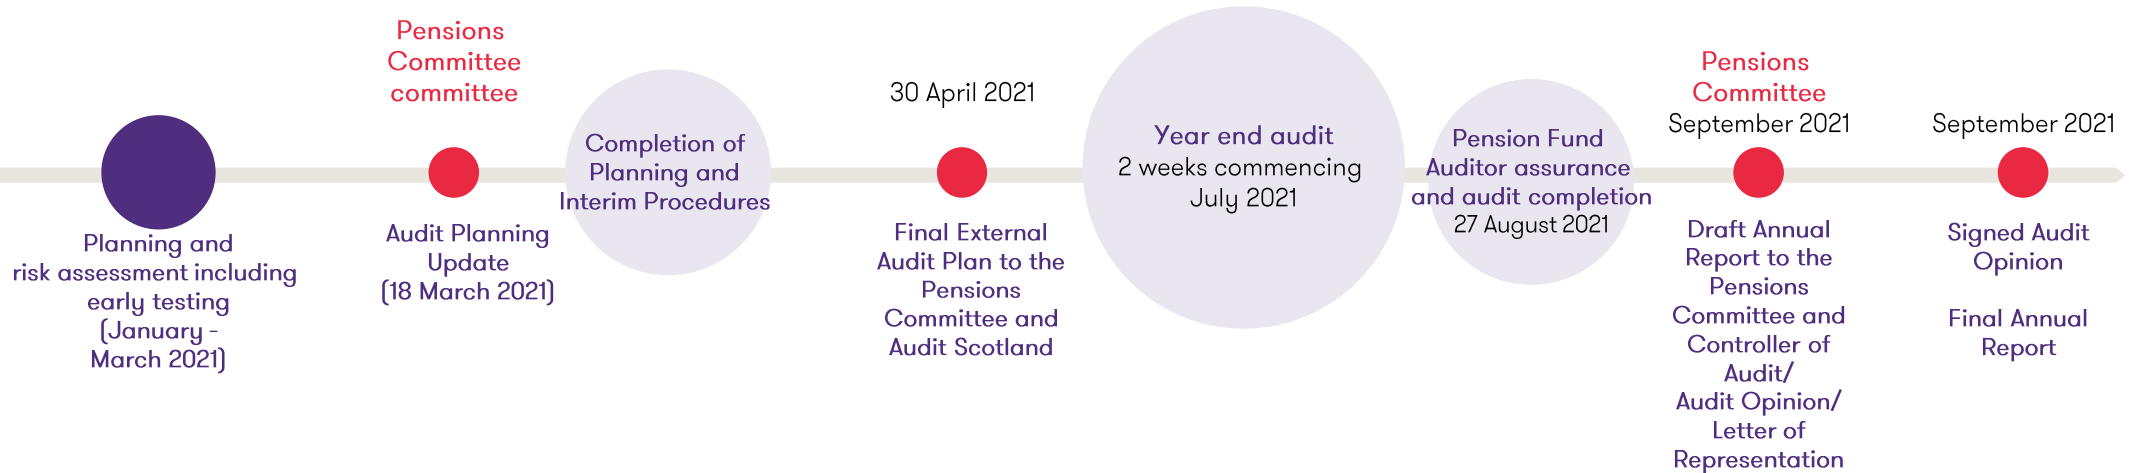 Planning and
risk assessment including
early testing
(January -
March 2021)
Pensions
Committee
committee
Audit Planning
Update
(18 March 2021)
Completion of
Planning and
Interim Procedures
30 April 2021
Final External
Audit Plan to the
Pensions
Committee and
Audit Scotland
Year end audit
2 weeks commencing
July 2021
Pension Fund
Auditor assurance
and audit completion
27 August 2021
Pensions
Committee
September 2021
Draft Annual
Report to the
Pensions
Committee and
Controller of
Audit/
Audit Opinion/
Letter of
Representation
September 2021
Signed Audit
Opinion
Final Annual
Report